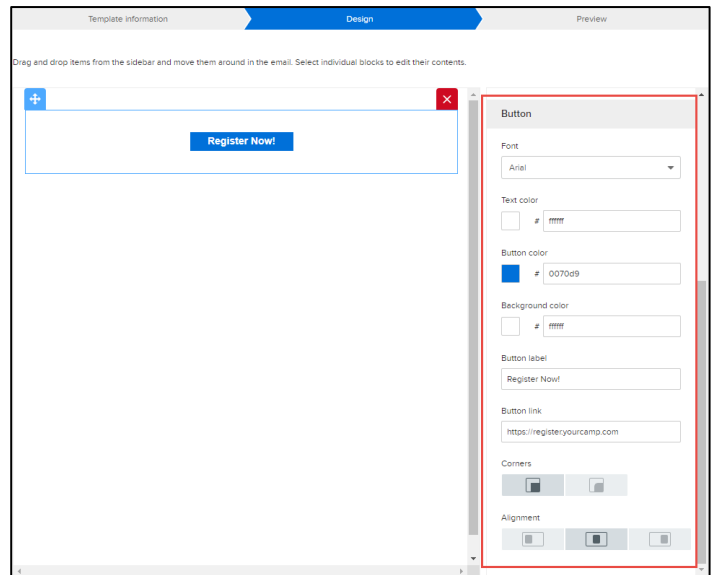 Template information
Design
Preview
Drag and drop items from the sidebar and move them around in the email. Select individual blocks to edit their contents.
Register Now!
Button
Font
Arial
Text color
# ffffff
Button color
# 0070d9
Background color
# ffffff
Button label
Register Now!
Button link
https://register.yourcamp.com
Corners
Alignment